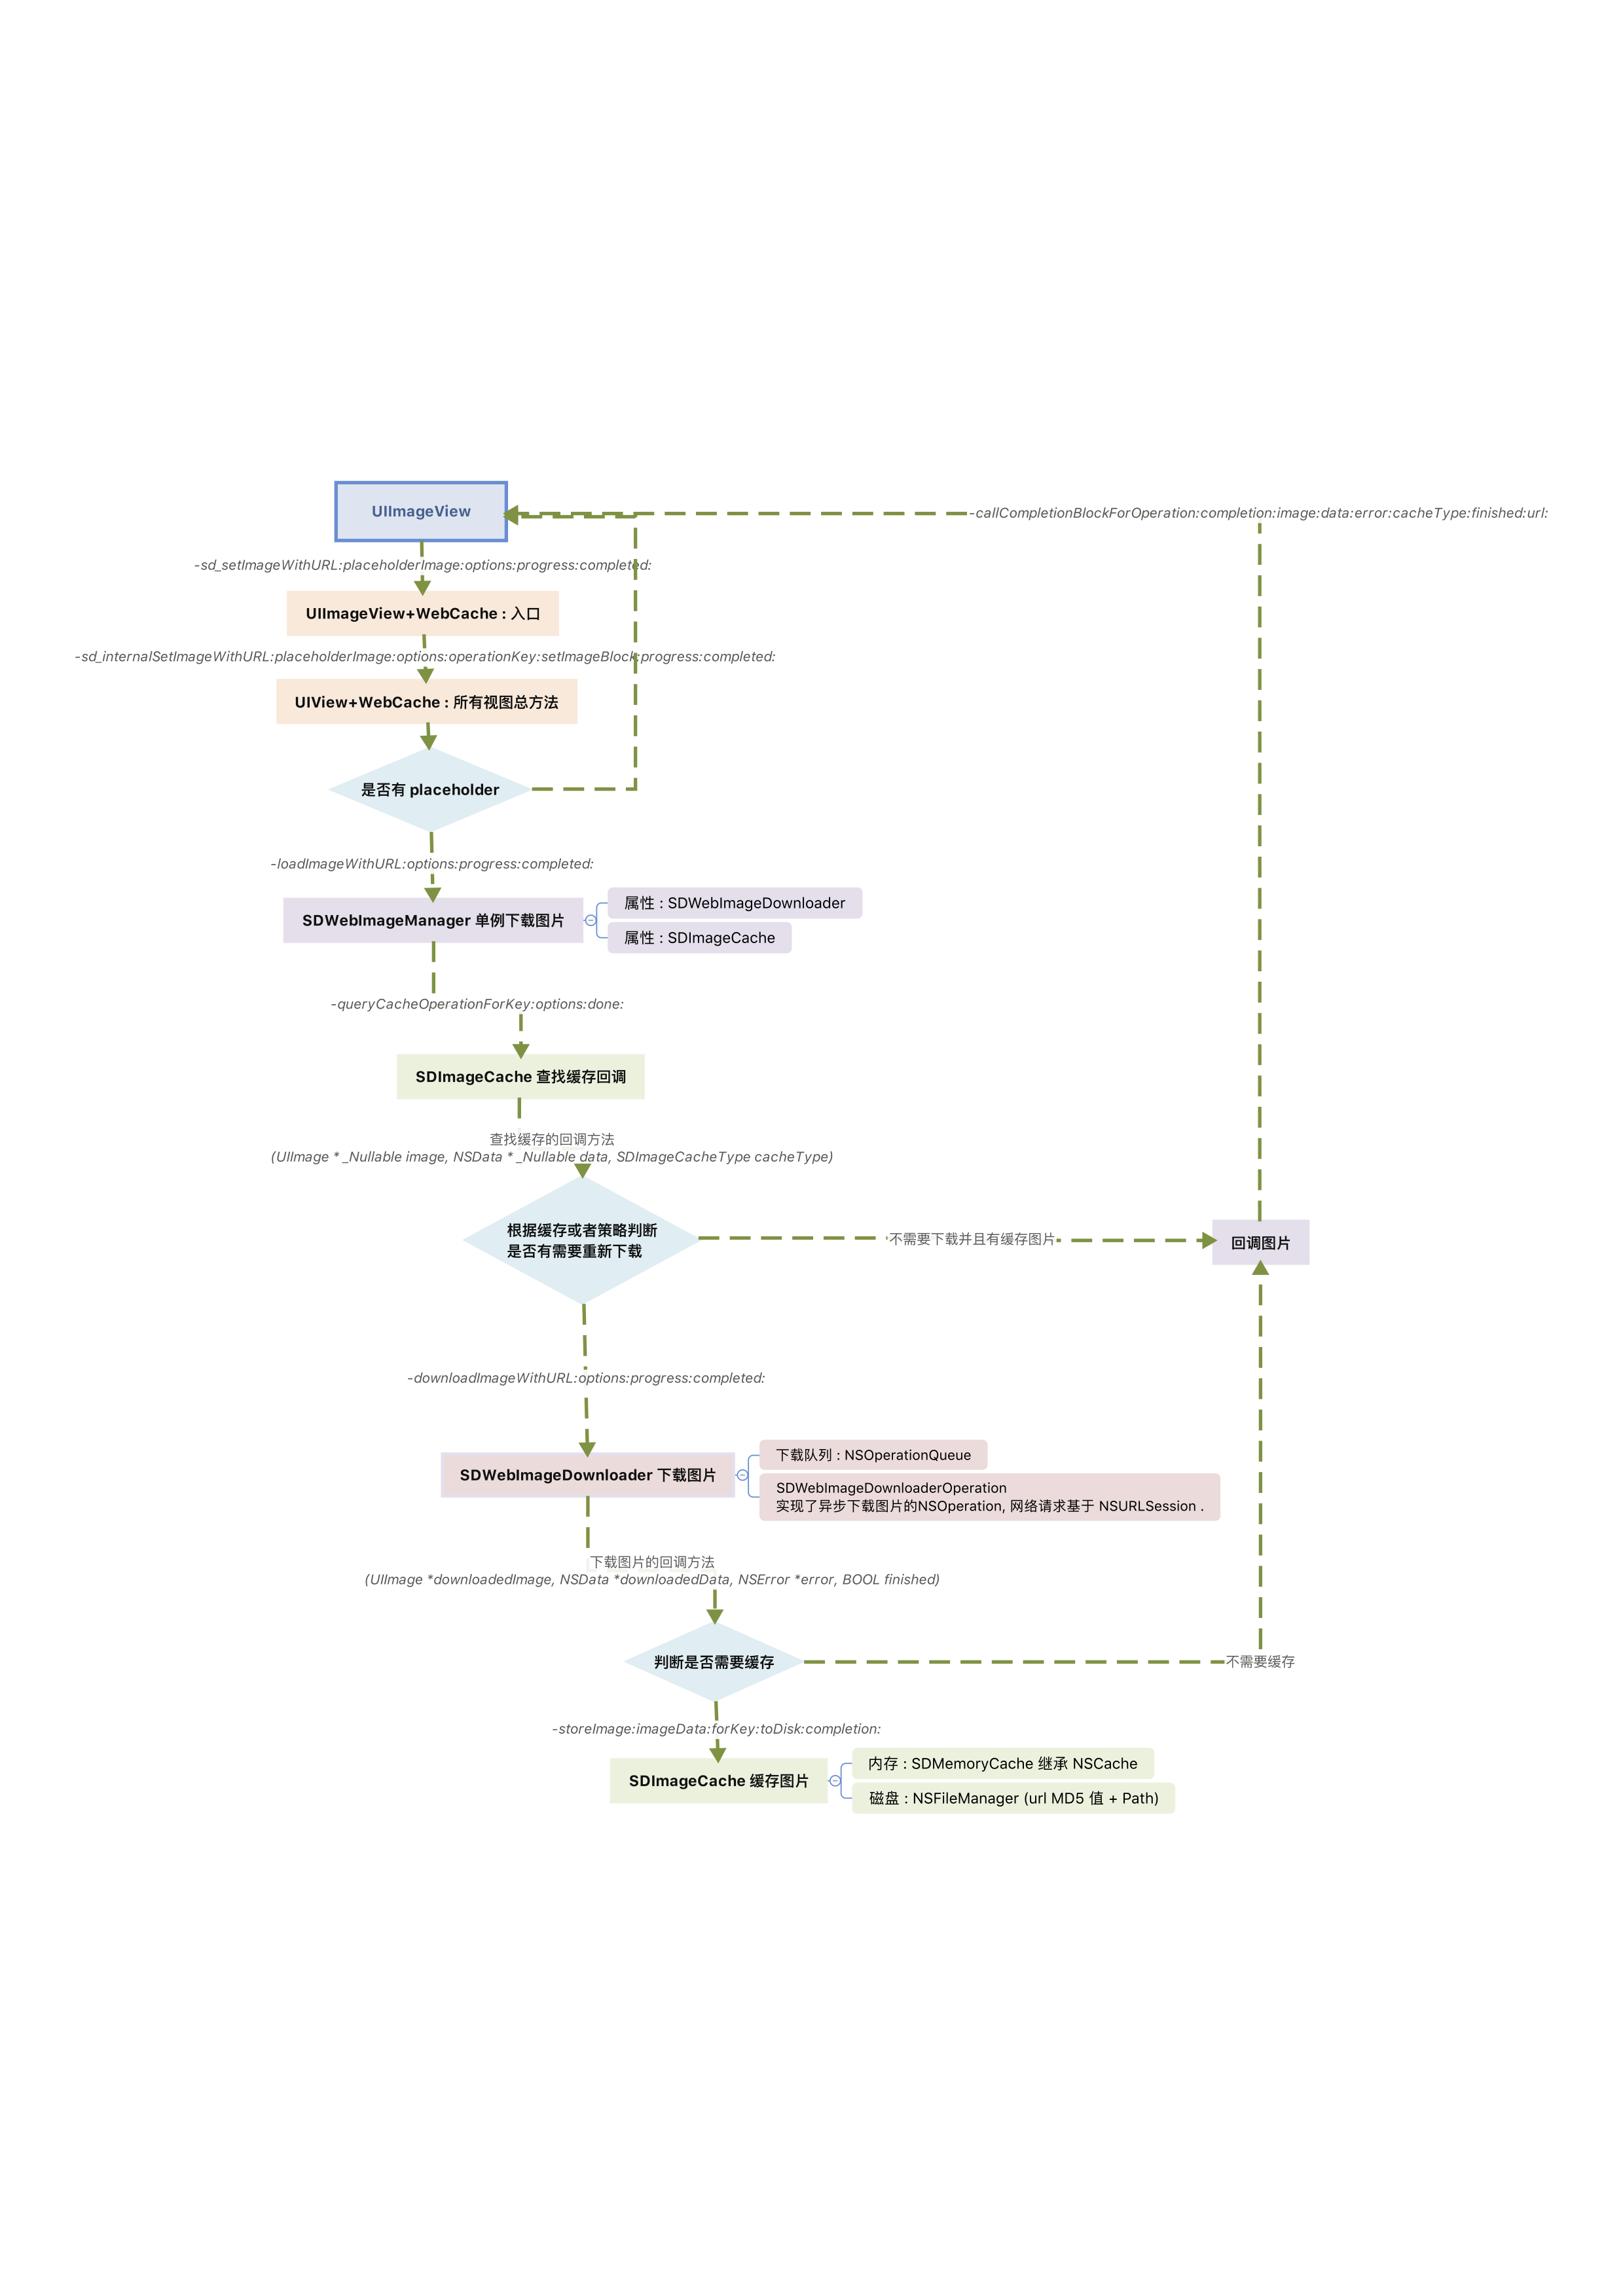 UIImageView
-callCompletionBlockForOperation:completion:image:data:error:cacheType:finished:url:
-sd_setImageWithURL:placeholderImage:options:progress:completed:
UIImageView+WebCache : 入口
-sd_internalSetImageWithURL:placeholderImage:options:operationKey:setImageBlock:progress:completed:
UIView+WebCache : 所有视图总方法
是否有 placeholder
-loadImageWithURL:options:progress:completed:
SDWebImageManager 单例下载图片
属性 : SDWebImageDownloader
属性 : SDImageCache
-queryCacheOperationForKey:options:done:
SDImageCache 查找缓存回调
查找缓存的回调方法
(UIImage * _Nullable image, NSData * _Nullable data, SDImageCacheType cacheType)
根据缓存或者策略判断
是否有需要重新下载
不需要下载并且有缓存图片
回调图片
-downloadImageWithURL:options:progress:completed:
SDWebImageDownloader 下载图片
下载队列 : NSOperationQueue
SDWebImageDownloaderOperation
实现了异步下载图片的NSOperation, 网络请求基于 NSURLSession .
下载图片的回调方法
(UIImage *downloadedImage, NSData *downloadedData, NSError *error, BOOL finished)
判断是否需要缓存
不需要缓存
-storeImage:imageData:forKey:toDisk:completion:
SDImageCache 缓存图片
内存 : SDMemoryCache 继承 NSCache
磁盘 : NSFileManager (url MD5 值 + Path)